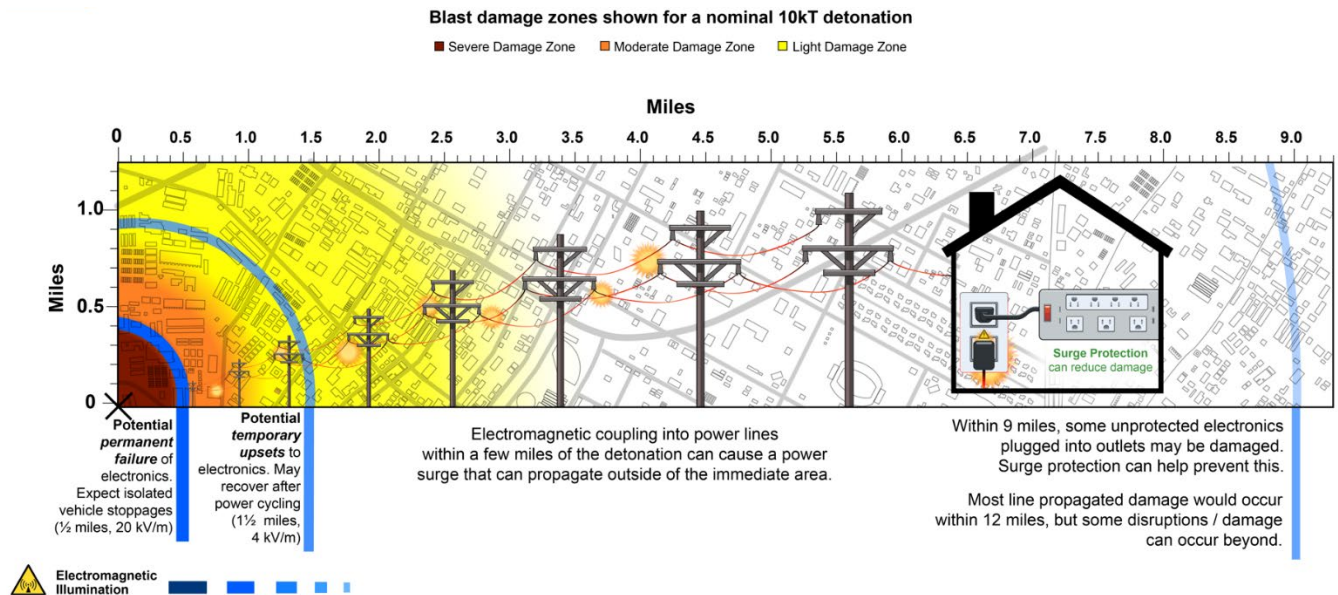 Blast damage zones shown for a nominal 10kT detonation
Severe Damage Zone Moderate Damage Zone Light Damage Zone
Miles
0 0.5 1.0 1.5 2.0 2.5 3.0 3.5 4.0 4.5 5.0 5.5 6.0 6.5 7.0 7.5 8.0 8.5 9.0
Miles
1.0
0.5
0
Surge Protection
can reduce damage
Potential
permanent
failure of
electronics.
Expect isolated
vehicle stoppages
(½ miles, 20 kV/m)
Potential
temporary
upsets to
electronics. May
recover after
power cycling
(1½ miles,
4 kV/m)
Electromagnetic coupling into power lines
within a few miles of the detonation can cause a power
surge that can propagate outside of the immediate area.
Within 9 miles, some unprotected electronics
plugged into outlets may be damaged.
Surge protection can help prevent this.
Most line propagated damage would occur
within 12 miles, but some disruptions / damage
can occur beyond.
Electromagnetic
Illumination